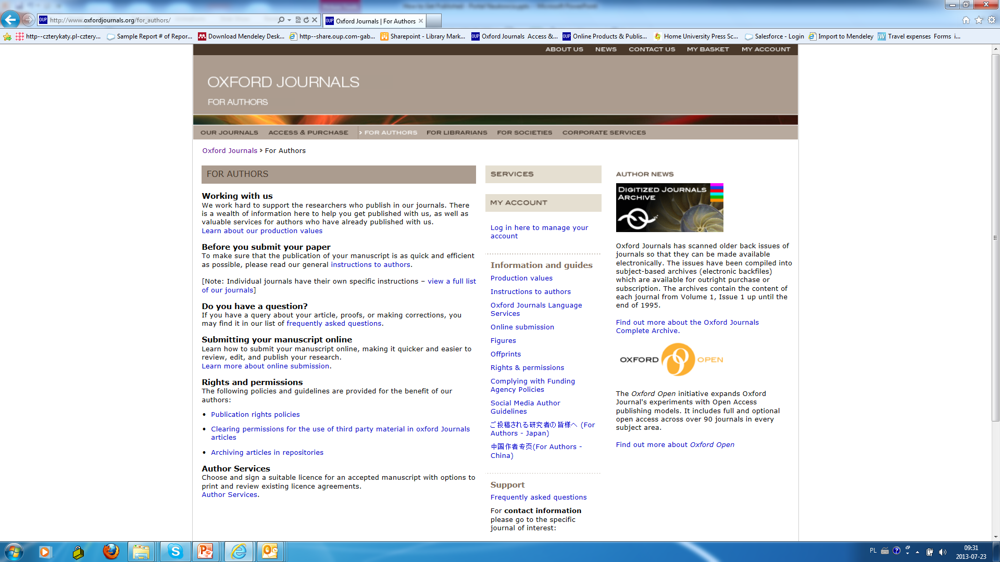 http://www.oxfordjournals.org/for_authors/
Oxford Journals | For Authors
http--czterykaty.pl-cztery...
Sample Report # of Repor...
Download Mendeley Desk...
http--share.oup.com-gab...
Sharepoint - Library Mark...
OUP
Oxford Journals Access &...
OUP
Online Products & Publis...
Home University Press Sc...
Salesforce - Login
Import to Mendeley
Travel expenses Forms i...
ABOUT US
NEWS
CONTACT US
MY BASKET
MY ACCOUNT
OXFORD JOURNALS
FOR AUTHORS
OUR JOURNALS
ACCESS & PURCHASE
> FOR AUTHORS
FOR LIBRARIANS
FOR SOCIETIES
CORPORATE SERVICES
Oxford Journals > For Authors
FOR AUTHORS
Working with us
We work hard to support the researchers who publish in our journals. There
is a wealth of information here to help you get published with us, as well as
valuable services for authors who have already published with us.
Learn about our production values
Before you submit your paper
To make sure that the publication of your manuscript is as quick and efficient
as possible, please read our general instructions to authors.
[Note: Individual journals have their own specific instructions – view a full list
of our journals]
Do you have a question?
If you have a query about your article, proofs, or making corrections, you
may find it in our list of frequently asked questions.
Submitting your manuscript online
Learn how to submit your manuscript online, making it quicker and easier to
review, edit, and publish your research.
Learn more about online submission.
Rights and permissions
The following policies and guidelines are provided for the benefit of our
authors:
• Publication rights policies
• Clearing permissions for the use of third party material in oxford Journals
articles
• Archiving articles in repositories
Author Services
Choose and sign a suitable licence for an accepted manuscript with options to
print and review existing licence agreements.
Author Services.
SERVICES
MY ACCOUNT
Log in here to manage your
account
Information and guides
Production values
Instructions to authors
Oxford Journals Language
Services
Online submission
Figures
Offprints
Rights & permissions
Complying with Funding
Agency Policies
Social Media Author
Guidelines
ご投稿される研究者の皆様へ (For
Authors - Japan)
中国作者专页(For Authors -
China)
Support
Frequently asked questions
For contact information
please go to the specific
journal of interest:
AUTHOR NEWS
DIGITIZED JOURNALS
ARCHIVE
Oxford Journals has scanned older back issues of
journals so that they can be made available
electronically. The issues have been compiled into
subject-based archives (electronic backfiles)
which are available for outright purchase or
subscription. The archives contain the content of
each journal from Volume 1, Issue 1 up until the
end of 1995.
Find out more about the Oxford Journals
Complete Archive.
OXFORD OPEN
The Oxford Open initiative expands Oxford
Journal's experiments with Open Access
publishing models. It includes full and optional
open access across over 90 journals in every
subject area.
Find out more about Oxford Open
PL
09:31
2013-07-23